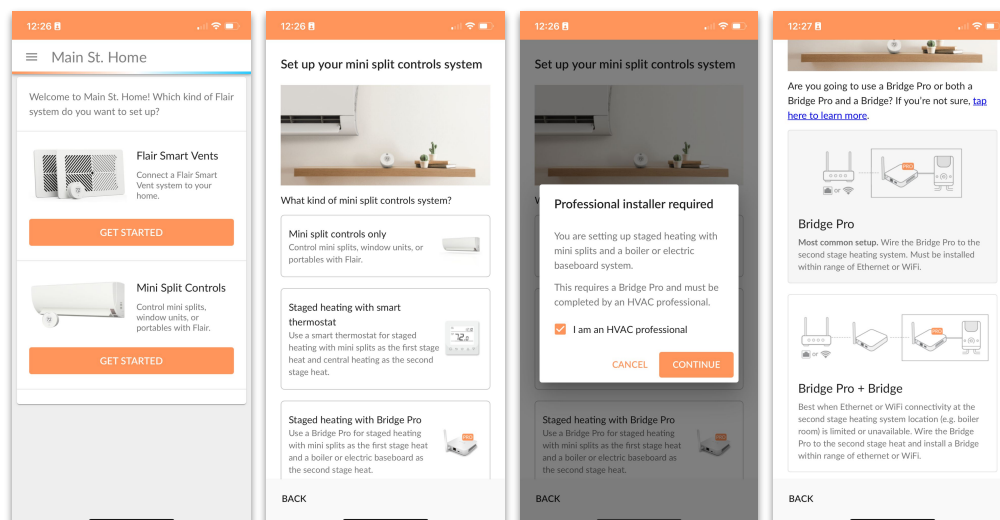 12:26
Main St. Home
Welcome to Main St. Home! Which kind of Flair
system do you want to set up?
Flair Smart Vents
Connect a Flair Smart
Vent system to your
home.
GET STARTED
Mini Split Controls
Control mini splits,
window units, or
portables with Flair.
GET STARTED
12:26
Set up your mini split controls system
What kind of mini split controls system?
Mini split controls only
Control mini splits, window units, or
portables with Flair.
Staged heating with smart
thermostat
Use a smart thermostat for staged
heating with mini splits as the first stage
heat and central heating as the second
stage heat.
72.0
Staged heating with Bridge Pro
Use a Bridge Pro for staged heating
with mini splits as the first stage heat
and a boiler or electric baseboard as
the second stage heat.
PRO
BACK
12:26
Set up your mini split controls system
W
Professional installer required
You are setting up staged heating with
mini splits and a boiler or electric
baseboard system.
This requires a Bridge Pro and must be
completed by an HVAC professional.
I am an HVAC professional
CANCEL
CONTINUE
stage heat.
Staged heating with Bridge Pro
Use a Bridge Pro for staged heating
with mini splits as the first stage heat
and a boiler or electric baseboard as
the second stage heat.
PRO
BACK
12:27
Are you going to use a Bridge Pro or both a
Bridge Pro and a Bridge? If you're not sure, tap
here to learn more.
PRO
or
Bridge Pro
Most common setup. Wire the Bridge Pro to the
second stage heating system. Must be installed
within range of Ethernet or WiFi.
PRO
or
Bridge Pro + Bridge
Best when Ethernet or WiFi connectivity at the
second stage heating system location (e.g. boiler
room) is limited or unavailable. Wire the Bridge
Pro to the second stage heat and install a Bridge
within range of ethernet or WiFi.
BACK